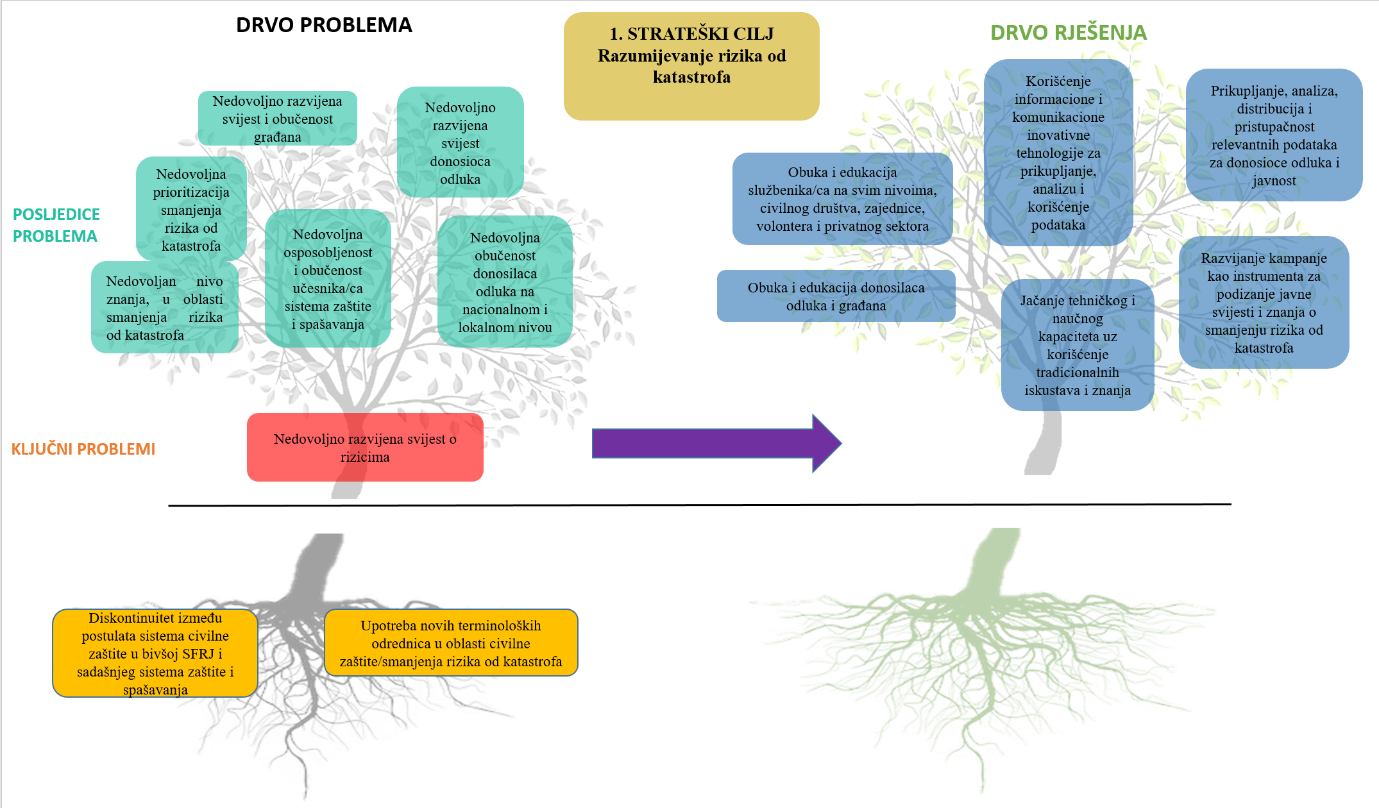 DRVO PROBLEMA
1. STRATEŠKI CILJ
Razumijevanje rizika od
katastrofa
DRVO RJEŠENJA
Nedovoljno razvijena
svijest i obučenost
građana
Nedovoljno
razvijena
svijest
donosioca
odluka
Nedovoljna
prioritizacija
smanjenja
rizika od
katastrofa
POSLJEDICE
PROBLEMA
Nedovoljan nivo
znanja, u oblasti
smanjenja rizika
od katastrofa
Nedovoljna
osposobljenost
i obučenost
učesnika/ca
sistema zaštite
i spašavanja
Nedovoljna
obučenost
donosilaca
odluka na
nacionalnom i
lokalnom nivou
KLJUČNI PROBLEMI
Nedovoljno razvijena svijest o
rizicima
Diskontinuitet između
postulata sistema civilne
zaštite u bivšoj SFRJ i
sadašnjeg sistema zaštite i
spašavanja
Upotreba novih terminoloških
odrednica u oblasti civilne
zaštite/smanjenja rizika od katastrofa
Korišćenje
informacione i
komunikacione
inovativne
tehnologije za
prikupljanje,
analizu i
korišćenje
podataka
Prikupljanje, analiza,
distribucija i
pristupačnost
relevantnih podataka
za donosioce odluka i
javnost
Obuka i edukacija
službenika/ca na svim nivoima,
civilnog društva, zajednice,
volontera i privatnog sektora
Obuka i edukacija donosilaca
odluka i građana
Jačanje tehničkog i
naučnog
kapaciteta uz
korišćenje
tradicionalnih
iskustava i znanja
Razvijanje kampanje
kao instrumenta za
podizanje javne
svijesti i znanja o
smanjenju rizika od
katastrofa